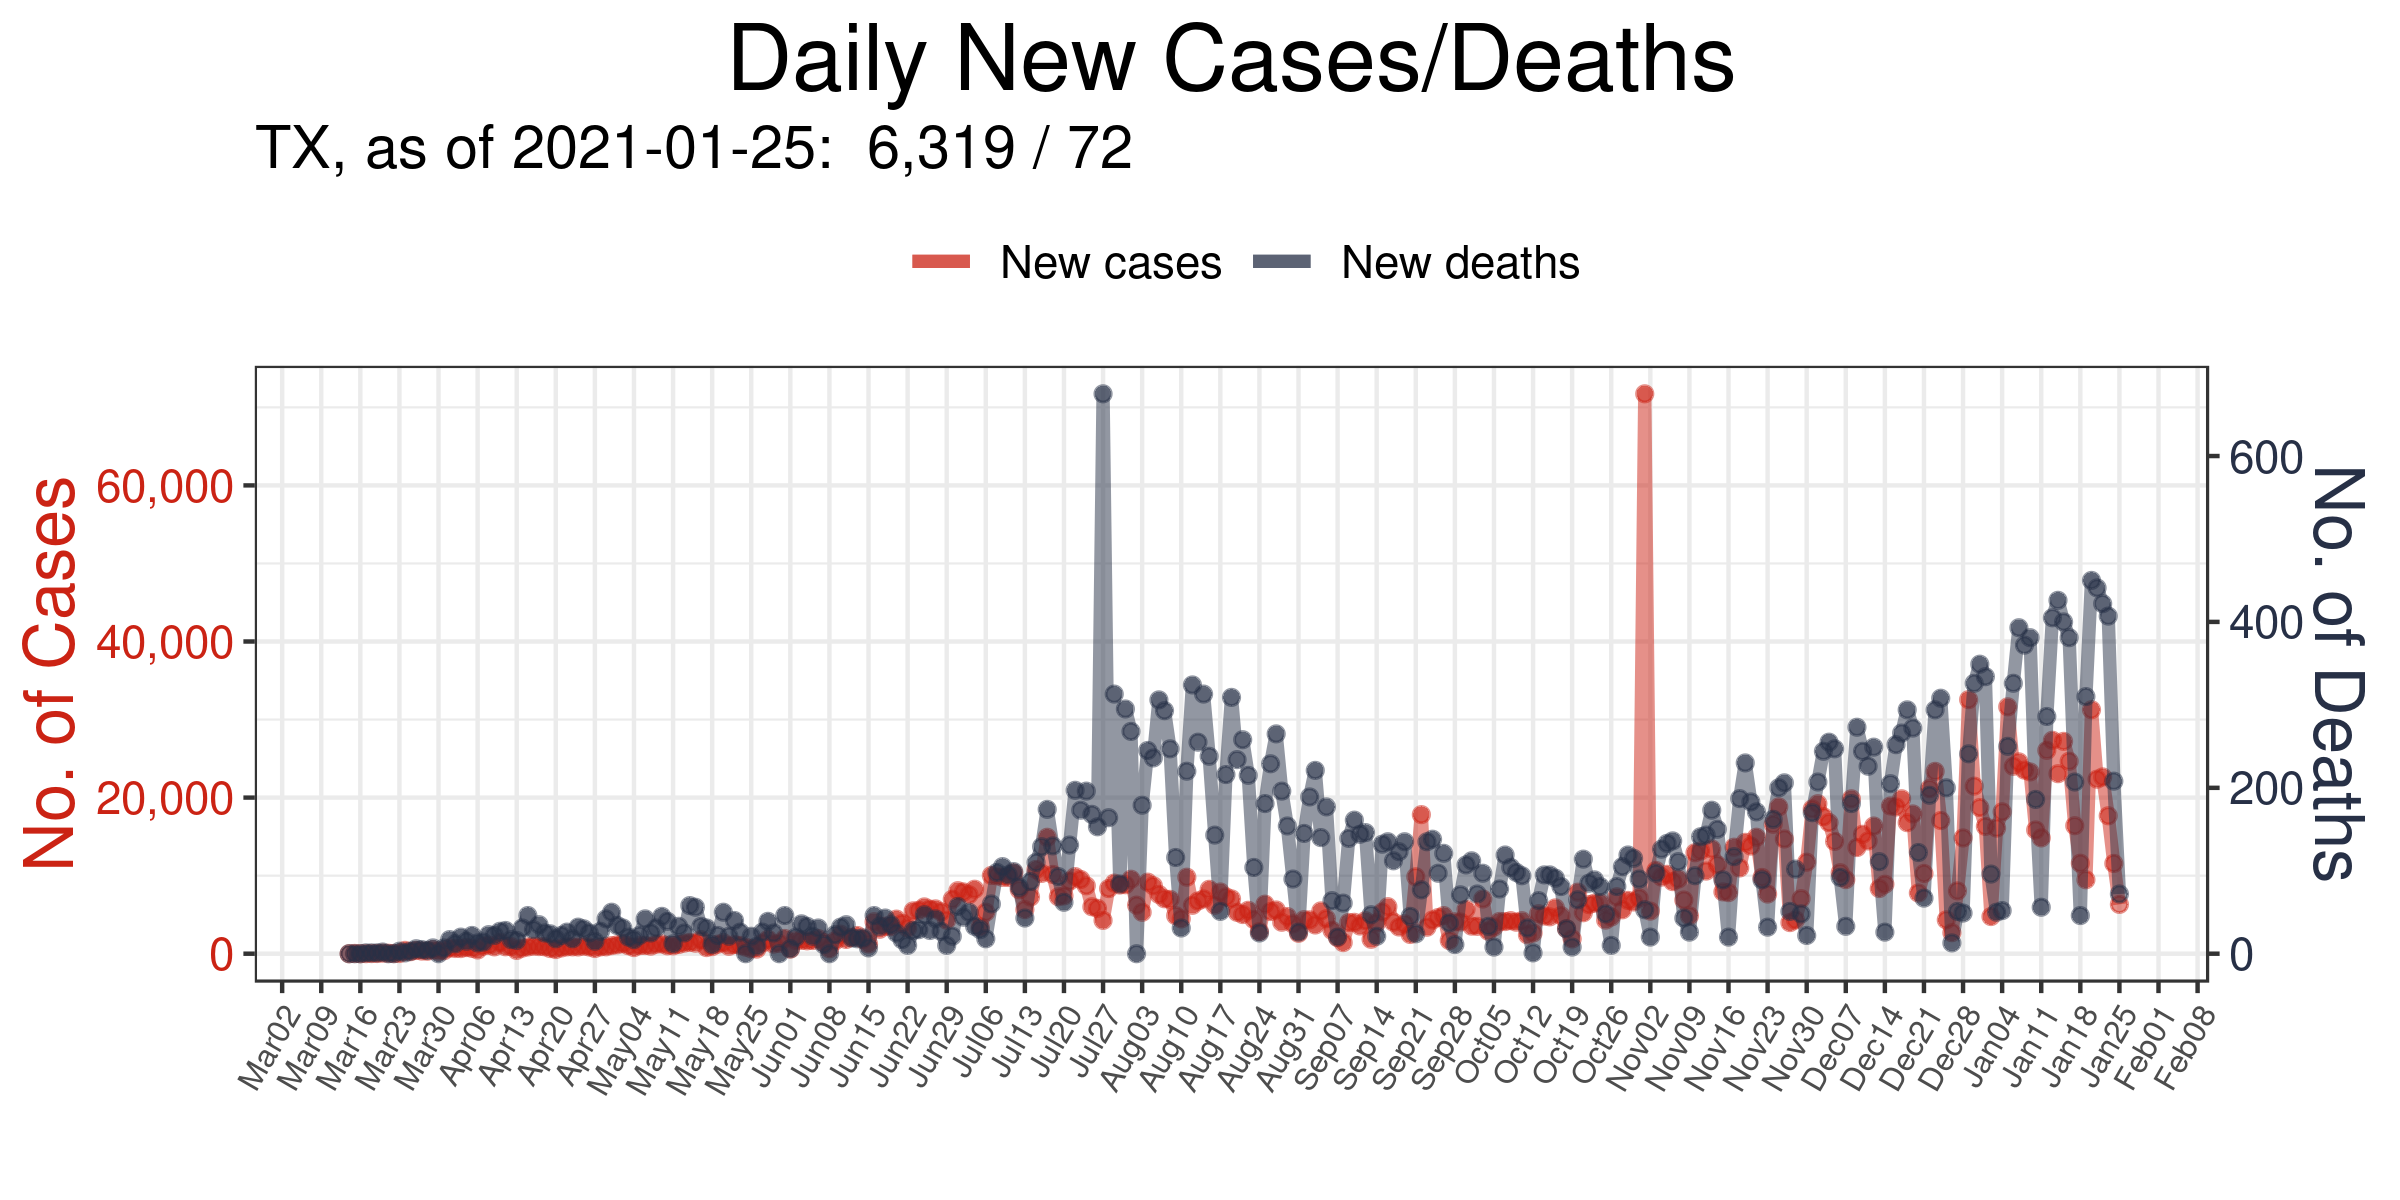 Daily New Cases/Deaths
TX, as of 2021-01-25: 6,319 / 72
New cases New deaths
No. of Cases
60,000
40,000
20,000
0
600
400
200
0
No. of Deaths
Mar02 Mar09 Mar16 Mar23 Mar30 Apr06 Apr13 Apr20 Apr27 May04 May11 May18 May25 Jun01 Jun08 Jun15 Jun22 Jun29 Jul06 Jul13 Jul20 Jul27 Aug03 Aug10 Aug17 Aug24 Aug31 Sep07 Sep14 Sep21 Sep28 Oct05 Oct12 Oct19 Oct26 Nov02 Nov09 Nov16 Nov23 Nov30 Dec07 Dec14 Dec21 Dec28 Dec04 Jan11 Jan18 Jan25 Feb01 Feb08